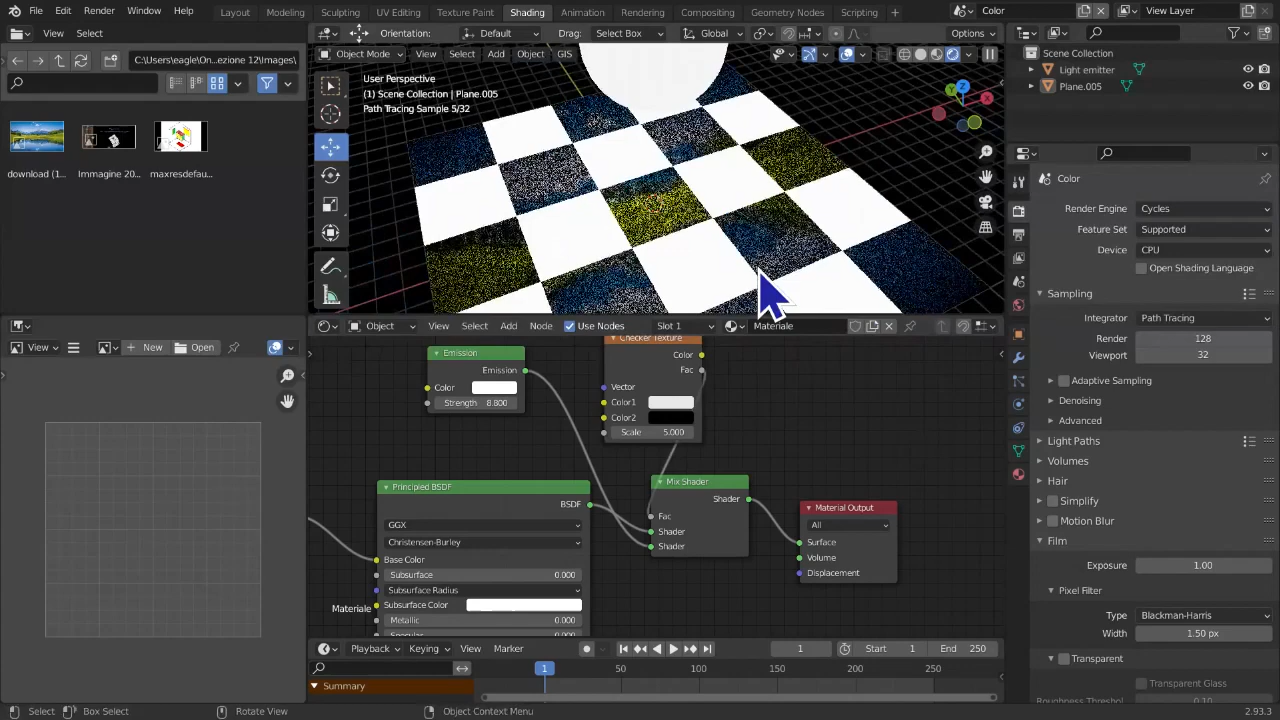 File Edit Render Window Help Layout Modeling Sculpting UV Editing Texture Paint Shading Animation Rendering Compositing Geometry Nodes Scripting + Color View Layer
View Select
C:\Users\eagle\On...ezione 12\Images\
download (1...
Immagine 20...
maxresdefau...
Orientation: Default Drag: Select Box Global Options
Object Mode View Select Add Object GIS
User Perspective
(1) Scene Collection | Plane.005
Path Tracing Sample 5/32
Scene Collection
Light emitter
Plane.005
Color
Render Engine Cycles
Feature Set Supported
Device CPU
Open Shading Language
Sampling
Integrator Path Tracing
Render 128
Viewport 32
Adaptive Sampling
Denoising
Advanced
Light Paths
Volumes
Hair
Simplify
Motion Blur
Film
Exposure 1.00
Pixel Filter
Type Blackman-Harris
Width 1.50 px
Transparent
Transparent Glass
Roughness Threshol 0.10
View + New Open
Object View Select Add Node Use Nodes Slot 1 Materiale
Emission
Emission
Color
Strength 8.800
Checker Texture
Color
Fac
Vector
Color1
Color2
Scale 5.000
Principled BSDF
BSDF
GGX
Christensen-Burley
Base Color
Subsurface 0.000
Subsurface Radius
Subsurface Color
Metallic 0.000
Specular 0.000
Materiale
Mix Shader
Shader
Fac
Shader
Shader
Material Output
All
Surface
Volume
Displacement
Playback Keying View Marker 1 Start 1 End 250
1 50 100 150 200 250
Summary
Select Box Select Rotate View Object Context Menu 2.93.3